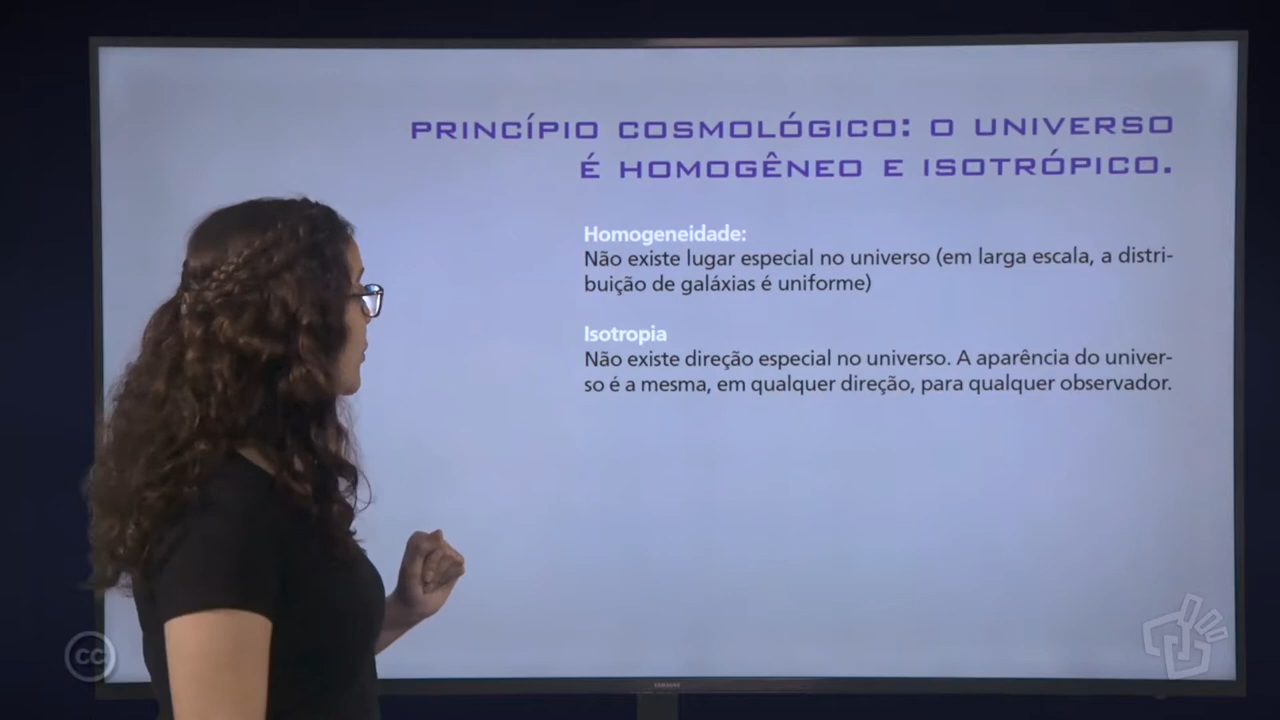 PRINCÍPIO COSMOLÓGICO: O UNIVERSO
É HOMOGÊNEO E ISOTRÓPICO.
Homogeneidade:
Não existe lugar especial no universo (em larga escala, a distri-
buição de galáxias é uniforme)
Isotropia
Não existe direção especial no universo. A aparência do univer-
so é a mesma, em qualquer direção, para qualquer observador.
cc
SAMSUNG